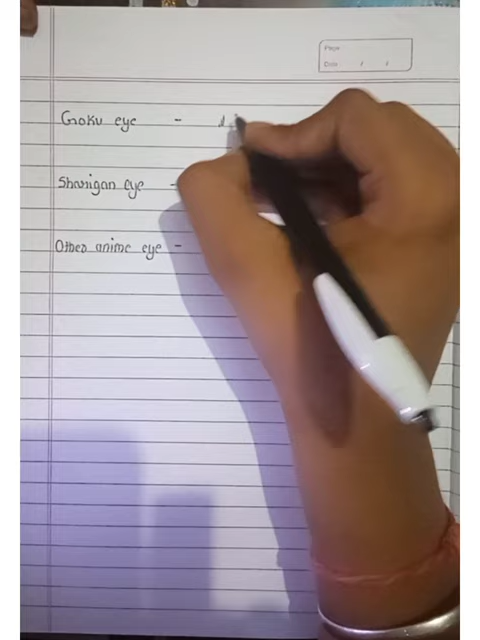 Page
Date / /
Goku eye -
Sharigan eye -
Other anime eye -